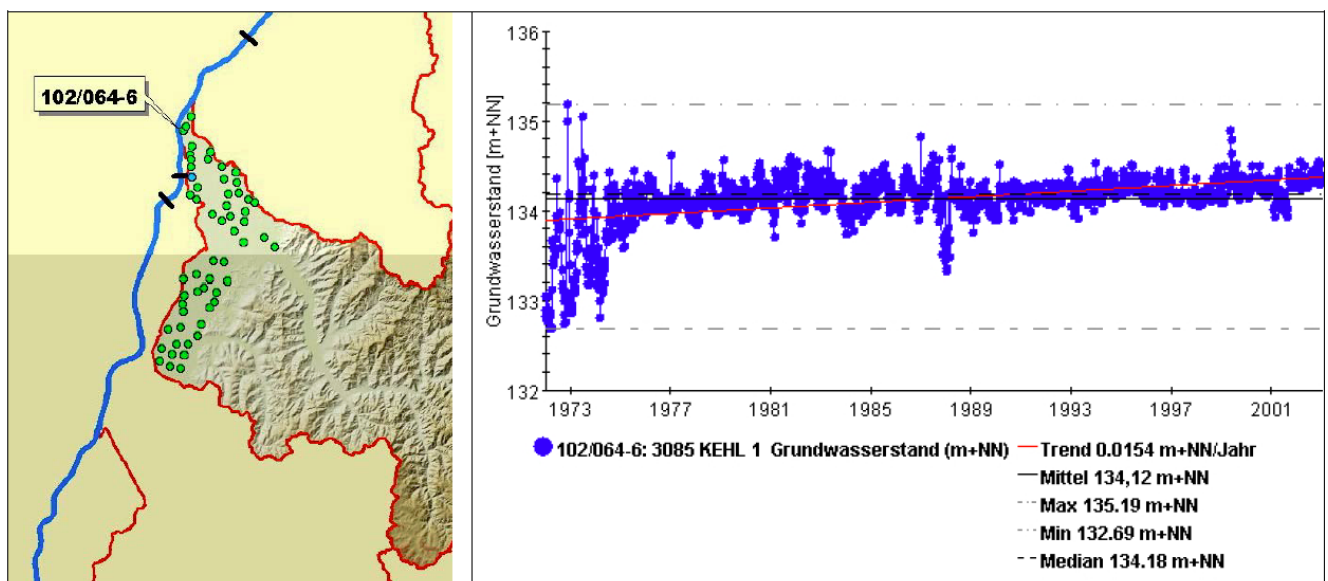 102/064-6
Grundwasserstand [m+NN]
136
135
134
133
132
1973 1977 1981 1985 1989 1993 1997 2001
102/064-6: 3085 KEHL 1 Grundwasserstand (m+NN)
Trend 0.0154 m+NN/Jahr
Mittel 134,12 m+NN
Max 135.19 m+NN
Min 132.69 m+NN
Median 134.18 m+NN